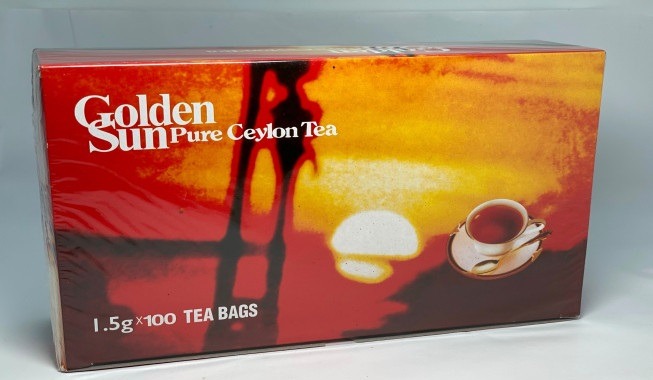 Golden
Sun Pure Ceylon Tea
1.5g x 100 TEA BAGS